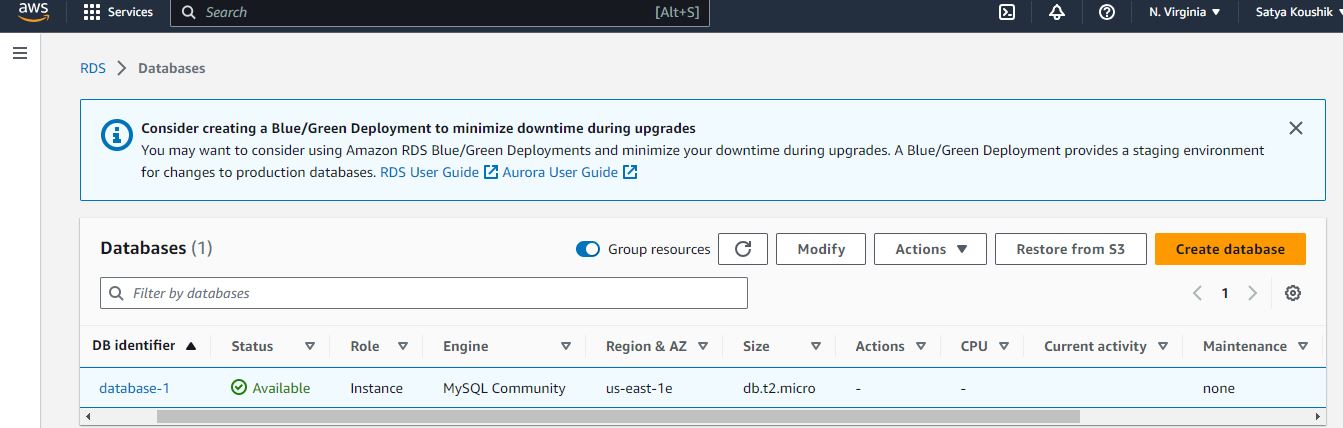 aws
Services
Search
[Alt+S]
N. Virginia
Satya Koushik
RDS
Databases
Consider creating a Blue/Green Deployment to minimize downtime during upgrades
You may want to consider using Amazon RDS Blue/Green Deployments and minimize your downtime during upgrades. A Blue/Green Deployment provides a staging environment
for changes to production databases. RDS User Guide Aurora User Guide
Databases (1)
Group resources
Modify
Actions
Restore from S3
Create database
Filter by databases
1
DB identifier Status Role Engine Region & AZ Size Actions CPU Current activity Maintenance
database-1 Available Instance MySQL Community us-east-1e db.t2.micro - - none